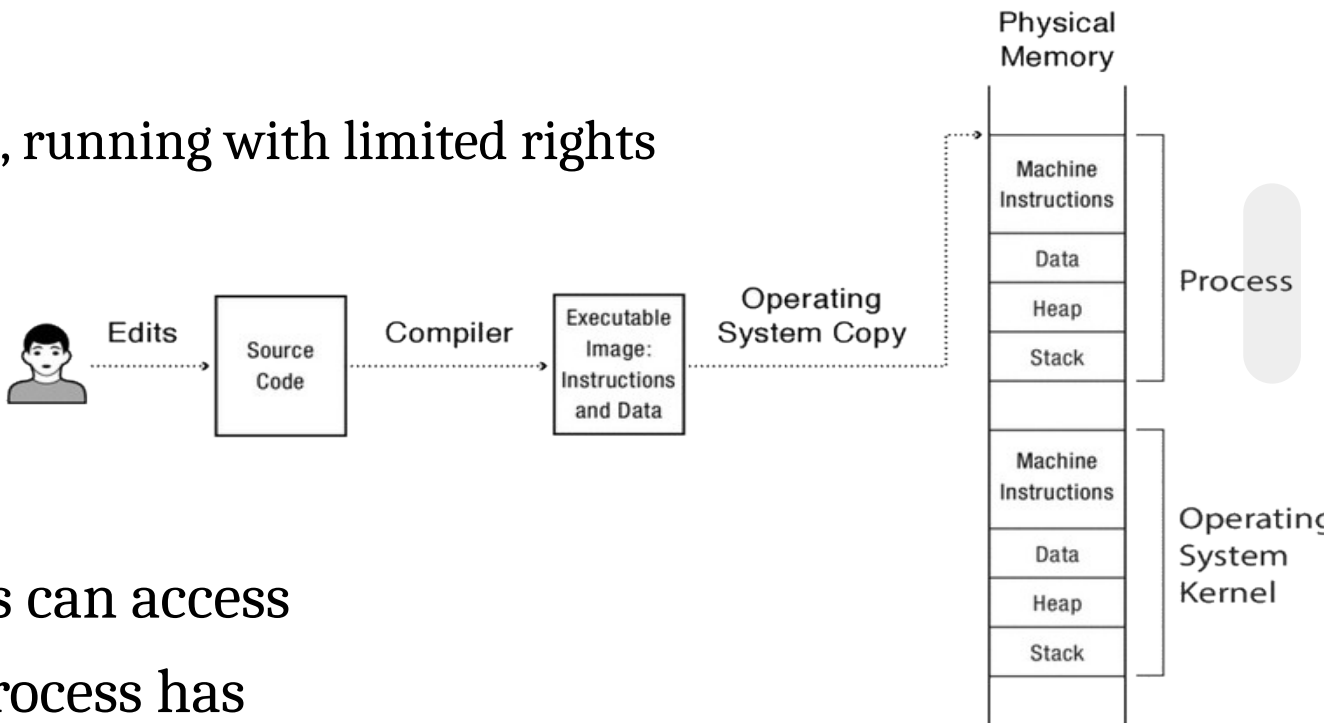 Physical
Memory
, running with limited rights
Machine
Instructions
Data
Heap
Stack
Process
Edits
Source
Code
Compiler
Executable
Image:
Instructions
and Data
Operating
System Copy
Machine
Instructions
Data
Heap
Stack
Operating
System
Kernel
s can access
rocess has